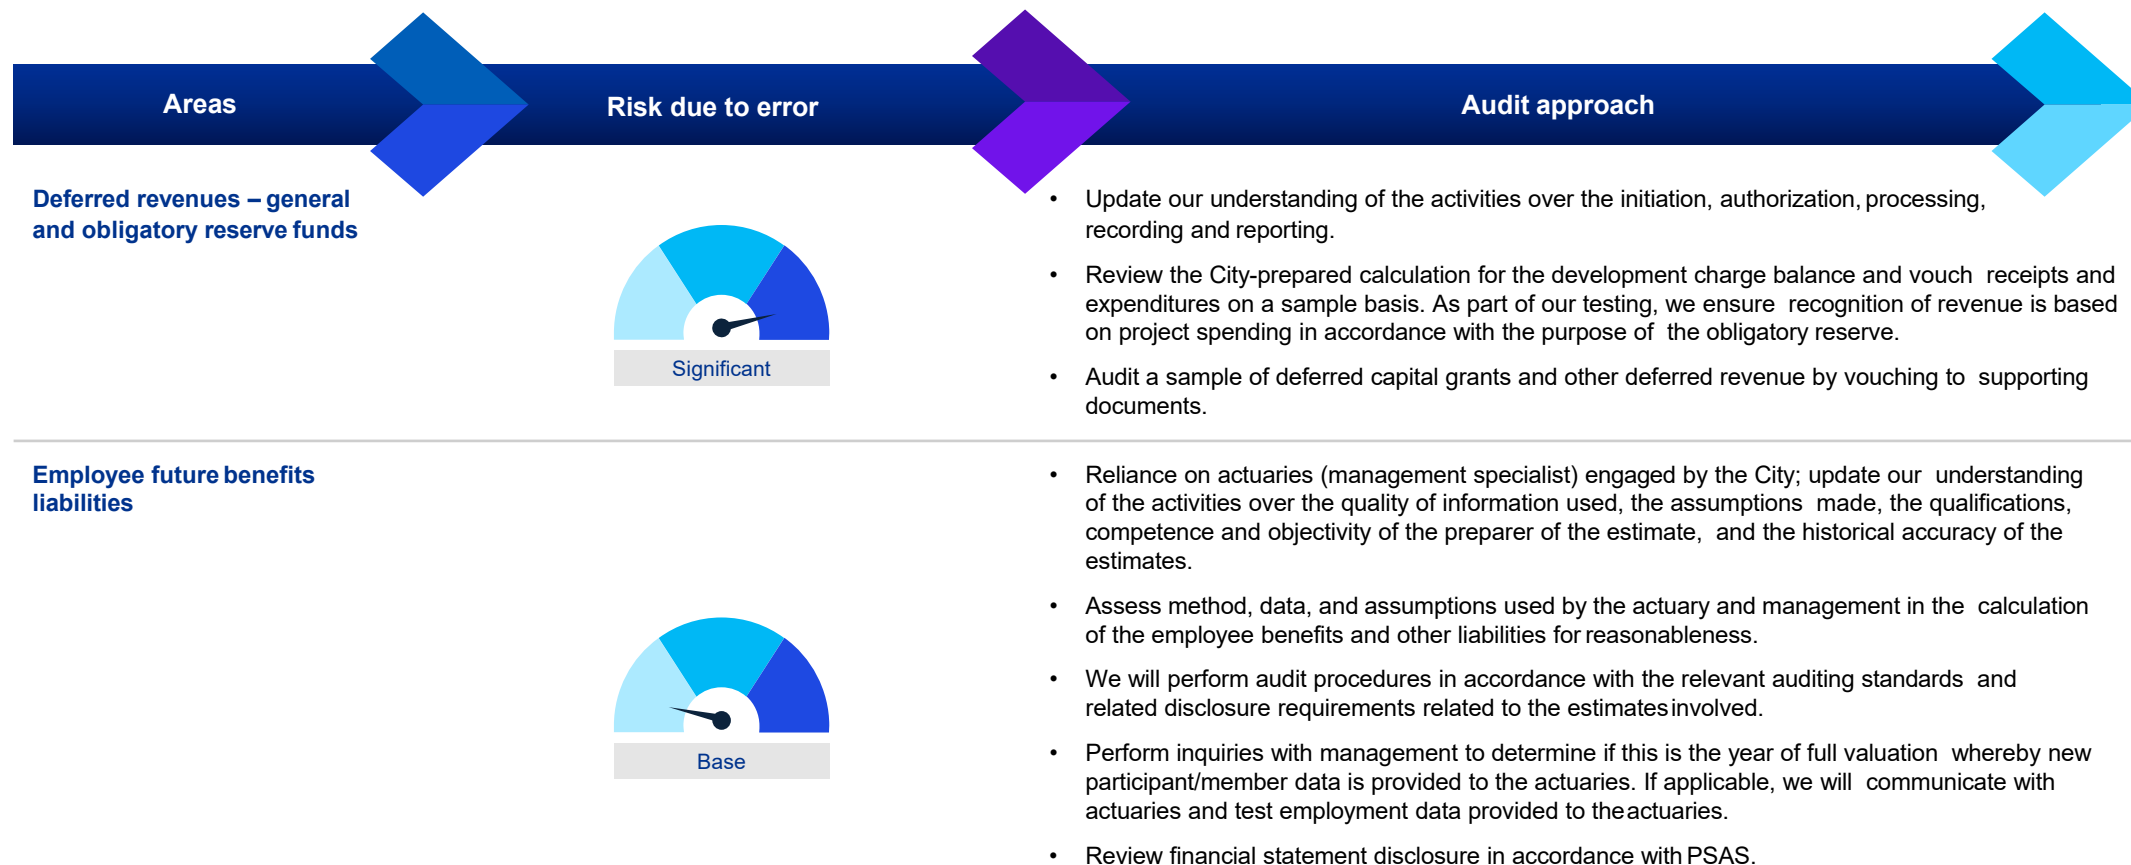 Areas
Risk due to error
Audit approach
Deferred revenues – general
and obligatory reserve funds
Significant
• Update our understanding of the activities over the initiation, authorization, processing,
recording and reporting.
• Review the City-prepared calculation for the development charge balance and vouch receipts and
expenditures on a sample basis. As part of our testing, we ensure recognition of revenue is based
on project spending in accordance with the purpose of the obligatory reserve.
• Audit a sample of deferred capital grants and other deferred revenue by vouching to supporting
documents.
Employee future benefits
liabilities
Base
• Reliance on actuaries (management specialist) engaged by the City; update our understanding
of the activities over the quality of information used, the assumptions made, the qualifications,
competence and objectivity of the preparer of the estimate, and the historical accuracy of the
estimates.
• Assess method, data, and assumptions used by the actuary and management in the calculation
of the employee benefits and other liabilities for reasonableness.
• We will perform audit procedures in accordance with the relevant auditing standards and
related disclosure requirements related to the estimates involved.
• Perform inquiries with management to determine if this is the year of full valuation whereby new
participant/member data is provided to the actuaries. If applicable, we will communicate with
actuaries and test employment data provided to the actuaries.
• Review financial statement disclosure in accordance with PSAS.